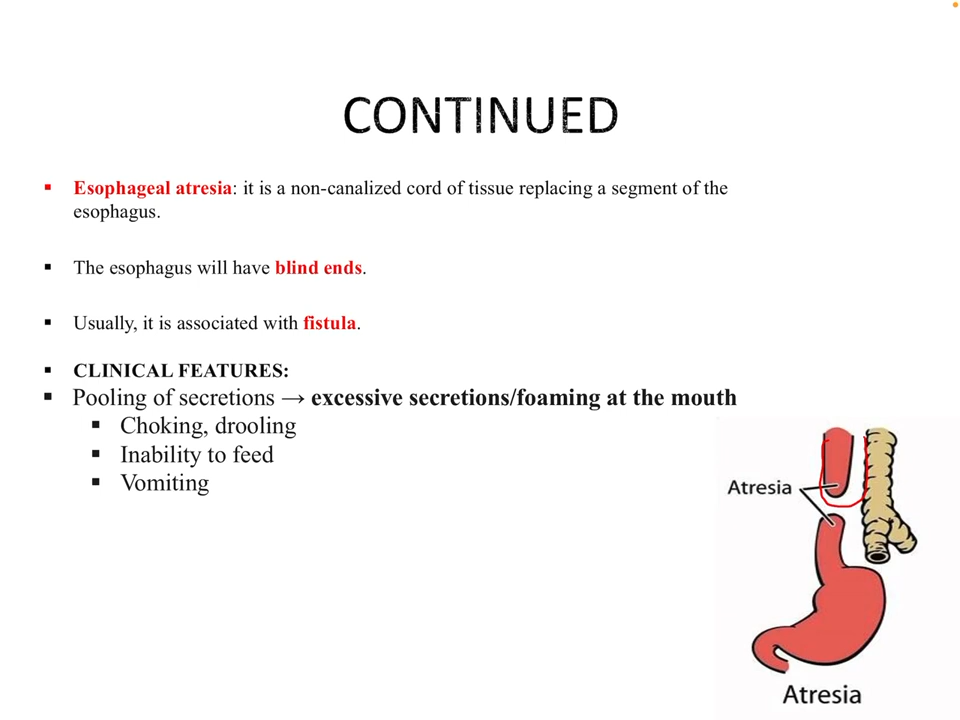 CONTINUED
▪ Esophageal atresia: it is a non-canalized cord of tissue replacing a segment of the
esophagus.
▪ The esophagus will have blind ends.
▪ Usually, it is associated with fistula.
▪ CLINICAL FEATURES:
▪ Pooling of secretions → excessive secretions/foaming at the mouth
▪ Choking, drooling
▪ Inability to feed
▪ Vomiting
Atresia
Atresia